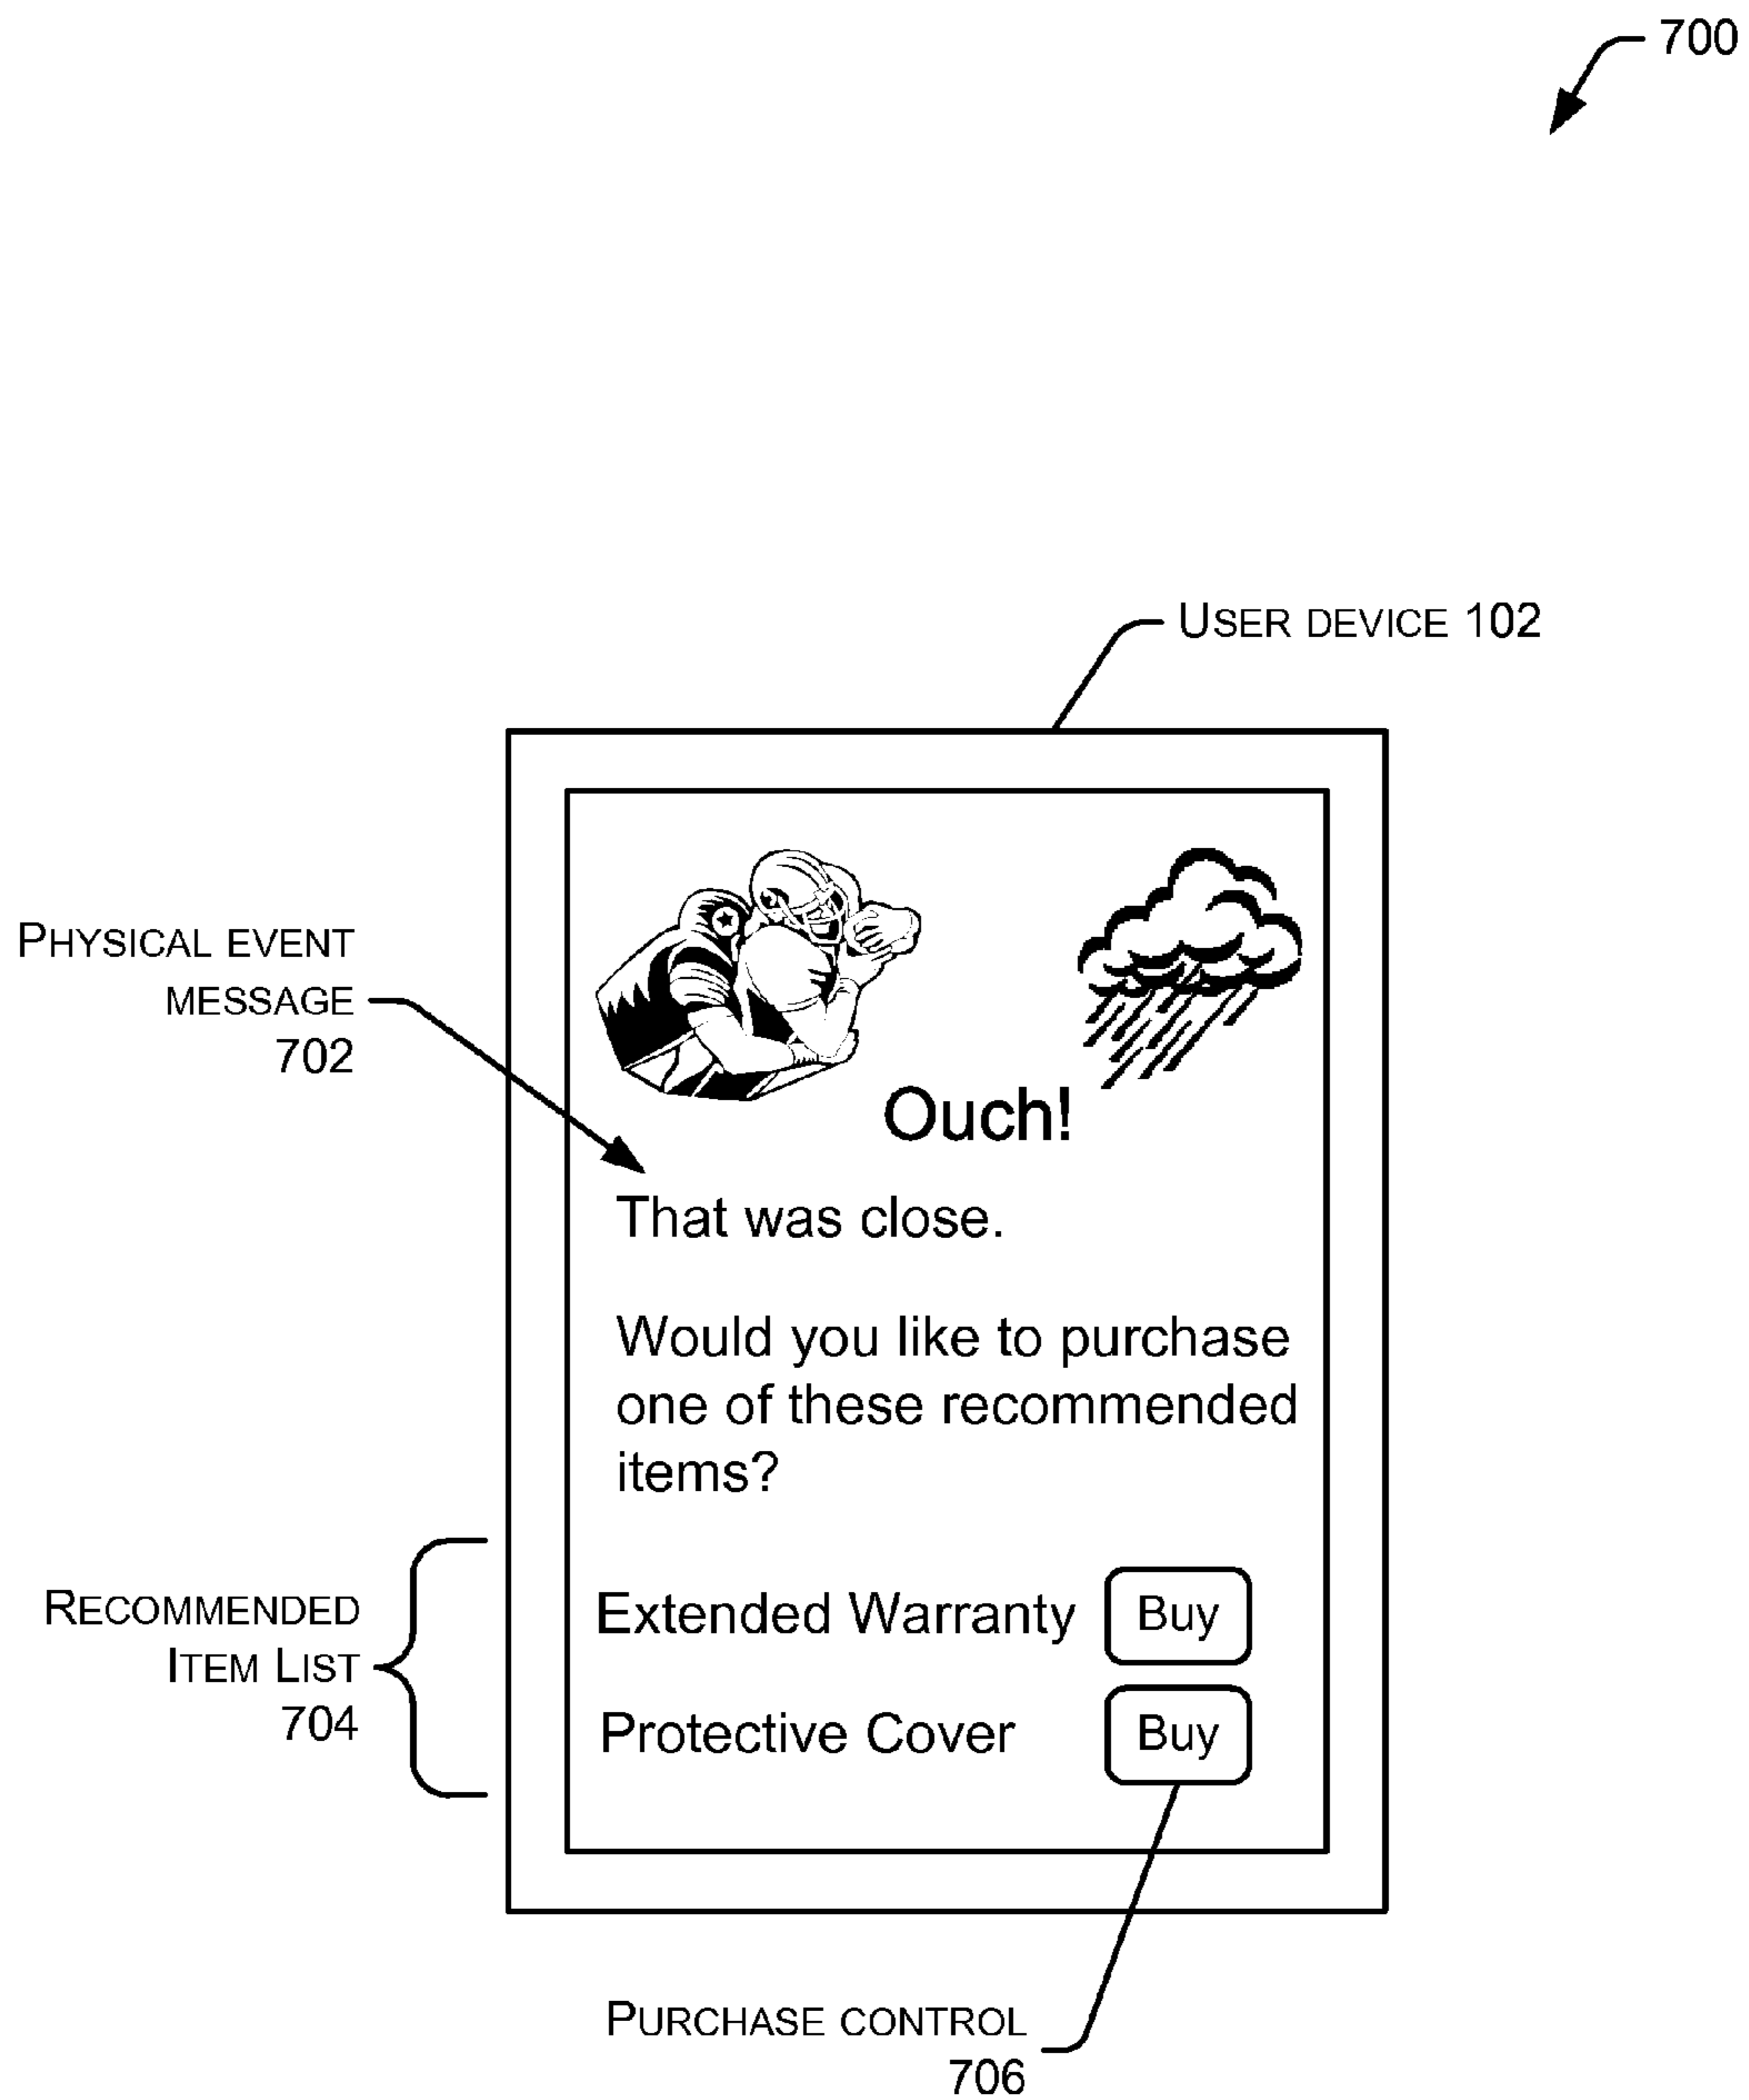 700
USER DEVICE 102
PHYSICAL EVENT
MESSAGE
702
Ouch!
That was close.
Would you like to purchase
one of these recommended
items?
RECOMMENDED
ITEM LIST
704
Extended Warranty Buy
Protective Cover Buy
PURCHASE CONTROL
706